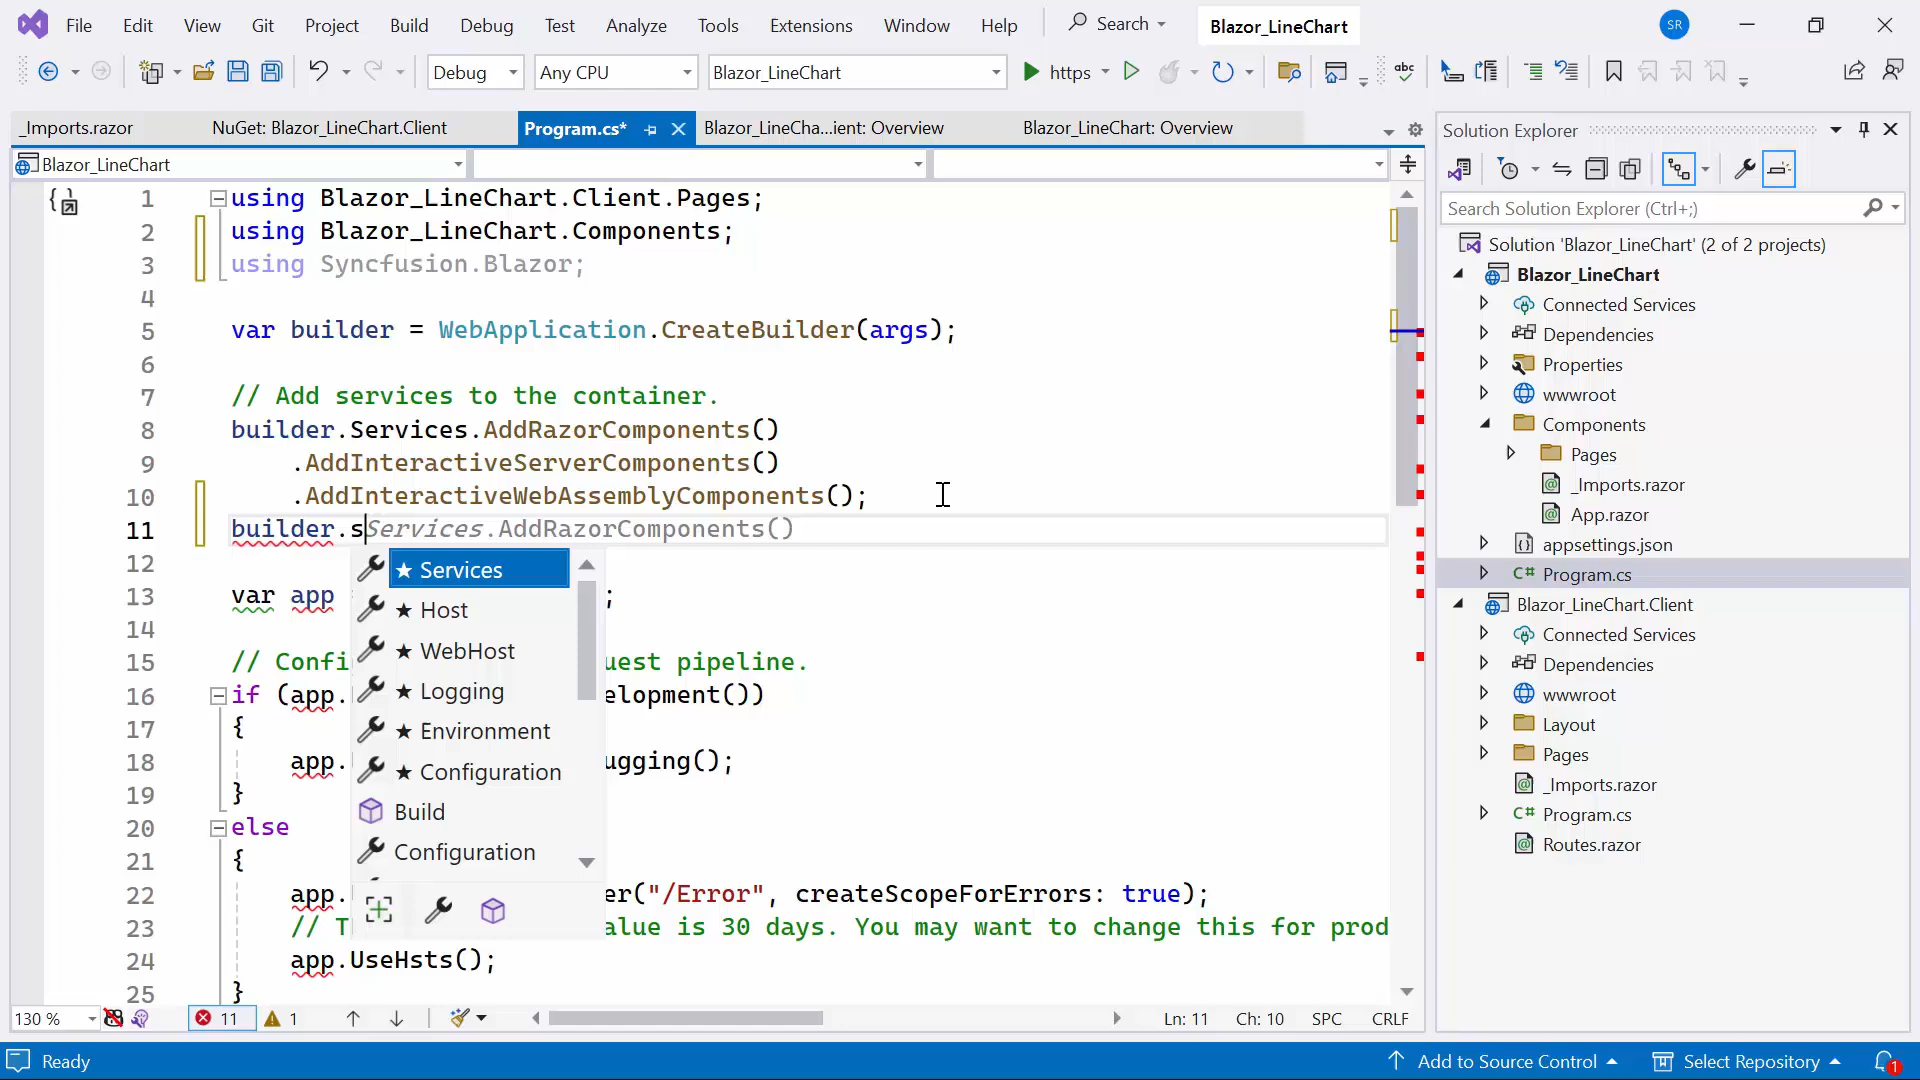 File Edit View Git Project Build Debug Test Analyze Tools Extensions Window Help Search Blazor_LineChart SR
Debug Any CPU Blazor_LineChart https abc
_Imports.razor NuGet: Blazor_LineChart.Client Program.cs* Blazor_LineCha...ient: Overview Blazor_LineChart: Overview
Blazor_LineChart
1 using Blazor_LineChart.Client.Pages;
2 using Blazor_LineChart.Components;
3 using Syncfusion.Blazor;
4
5 var builder = WebApplication.CreateBuilder(args);
6
7 // Add services to the container.
8 builder.Services.AddRazorComponents()
9 .AddInteractiveServerComponents()
10 .AddInteractiveWebAssemblyComponents();
11 builder.sServices.AddRazorComponents()
12
13 var app ;
14
15 // Confi uest pipeline.
16 if (app. elopment())
17 {
18 app. ugging();
19 }
20 else
21 {
22 app. er("/Error", createScopeForErrors: true);
23 // T alue is 30 days. You may want to change this for prod
24 app.UseHsts();
25 }
★ Services
★ Host
★ WebHost
★ Logging
★ Environment
★ Configuration
Build
Configuration
130 % 11 1 Ln: 11 Ch: 10 SPC CRLF
Solution Explorer
Search Solution Explorer (Ctrl+;)
Solution 'Blazor_LineChart' (2 of 2 projects)
Blazor_LineChart
Connected Services
Dependencies
Properties
wwwroot
Components
Pages
_Imports.razor
App.razor
appsettings.json
C# Program.cs
Blazor_LineChart.Client
Connected Services
Dependencies
wwwroot
Layout
Pages
_Imports.razor
C# Program.cs
Routes.razor
Ready Add to Source Control Select Repository 1